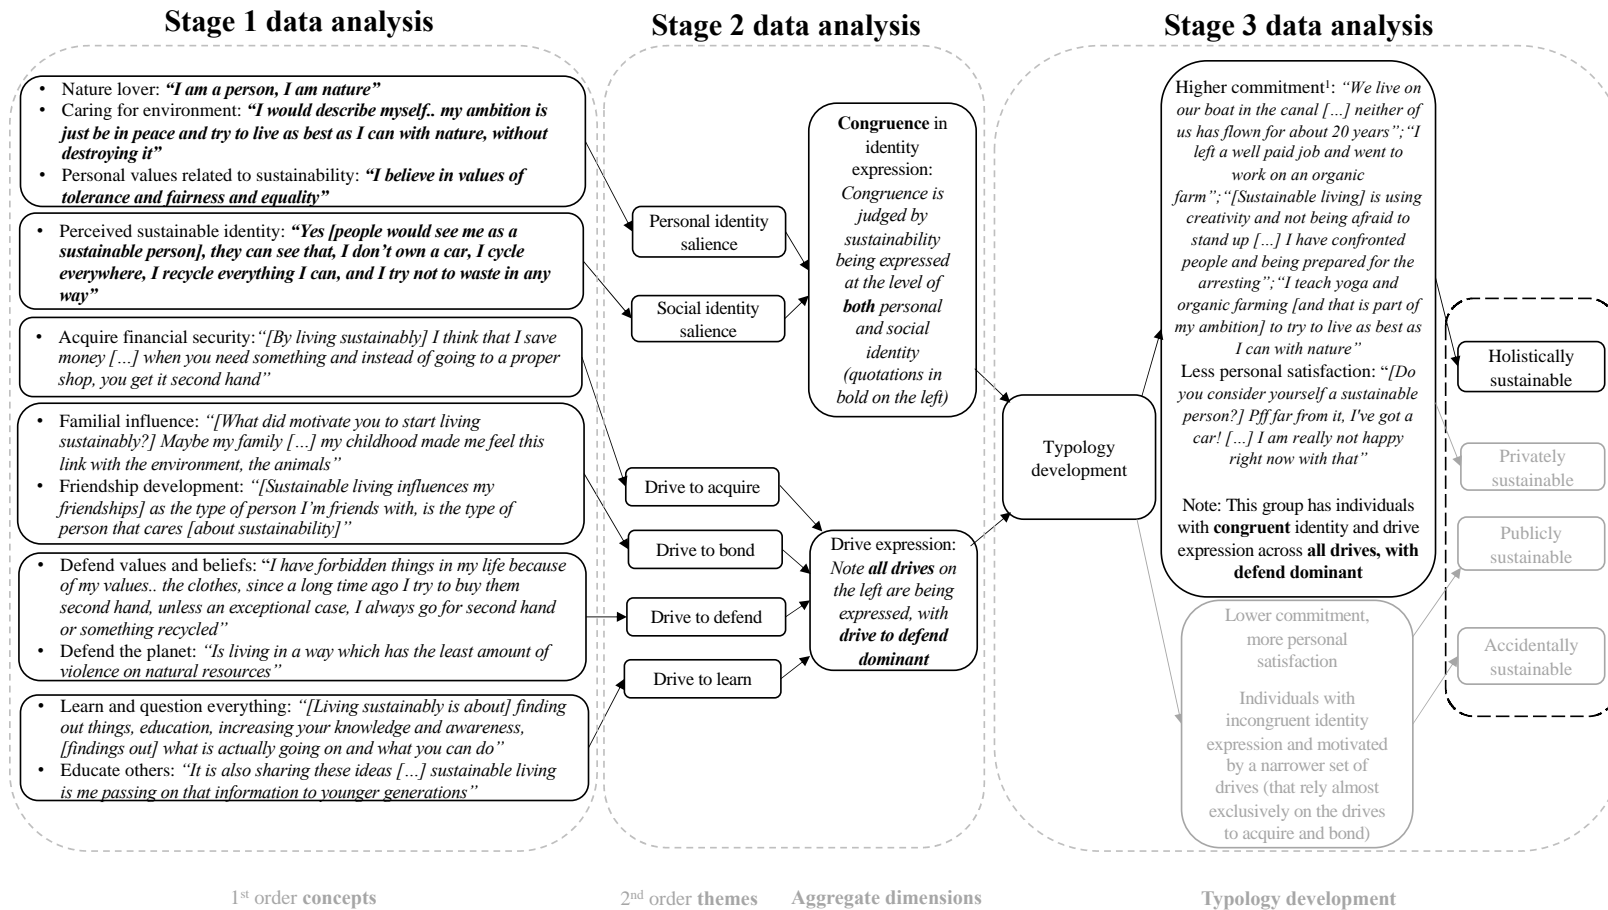 Stage 1 data analysis
Stage 2 data analysis
Stage 3 data analysis
• Nature lover: “I am a person, I am nature”
• Caring for environment: “I would describe myself.. my ambition is
just be in peace and try to live as best as I can with nature, without
destroying it”
• Personal values related to sustainability: “I believe in values of
tolerance and fairness and equality”
• Perceived sustainable identity: “Yes [people would see me as a
sustainable person], they can see that, I don’t own a car, I cycle
everywhere, I recycle everything I can, and I try not to waste in any
way”
• Acquire financial security: “[By living sustainably] I think that I save
money […] when you need something and instead of going to a proper
shop, you get it second hand”
• Familial influence: “[What did motivate you to start living
sustainably?] Maybe my family […] my childhood made me feel this
link with the environment, the animals”
• Friendship development: “[Sustainable living influences my
friendships] as the type of person I’m friends with, is the type of
person that cares [about sustainability]”
• Defend values and beliefs: “I have forbidden things in my life because
of my values.. the clothes, since a long time ago I try to buy them
second hand, unless an exceptional case, I always go for second hand
or something recycled”
• Defend the planet: “Is living in a way which has the least amount of
violence on natural resources”
• Learn and question everything: “[Living sustainably is about] finding
out things, education, increasing your knowledge and awareness,
[findings out] what is actually going on and what you can do”
• Educate others: “It is also sharing these ideas […] sustainable living
is me passing on that information to younger generations”
Personal identity
salience
Social identity
salience
Drive to acquire
Drive to bond
Drive to defend
Drive to learn
Congruence in
identity
expression:
Congruence is
judged by
sustainability
being expressed
at the level of
both personal
and social
identity
(quotations in
bold on the left)
Drive expression:
Note all drives on
the left are being
expressed, with
drive to defend
dominant
Typology
development
Higher commitment¹: “We live on
our boat in the canal […] neither of
us has flown for about 20 years”;“I
left a well paid job and went to
work on an organic
farm”;“[Sustainable living] is using
creativity and not being afraid to
stand up […] I have confronted
people and being prepared for the
arresting”;“I teach yoga and
organic farming [and that is part of
my ambition] to try to live as best as
I can with nature”
Less personal satisfaction: “[Do
you consider yourself a sustainable
person?] Pff far from it, I've got a
car! […] I am really not happy
right now with that”
Note: This group has individuals
with congruent identity and drive
expression across all drives, with
defend dominant
Lower commitment,
more personal
satisfaction
Individuals with
incongruent identity
expression and motivated
by a narrower set of
drives (that rely almost
exclusively on the drives
to acquire and bond)
Holistically
sustainable
Privately
sustainable
Publicly
sustainable
Accidentally
sustainable
1st order concepts
2nd order themes
Aggregate dimensions
Typology development